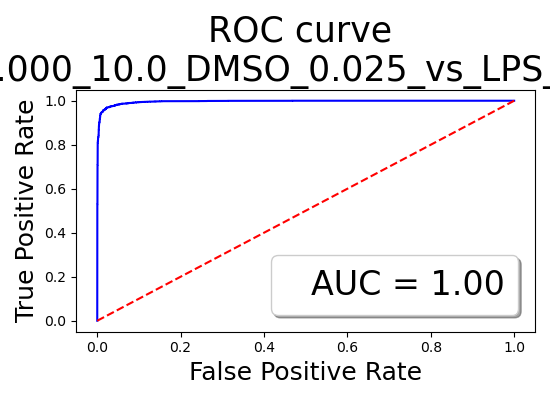 ROC curve
.000_10.0_DMSO_0.025_vs_LPS_
True Positive Rate
1.0
0.8
0.6
0.4
0.2
0.0
AUC = 1.00
0.0 0.2 0.4 0.6 0.8 1.0
False Positive Rate